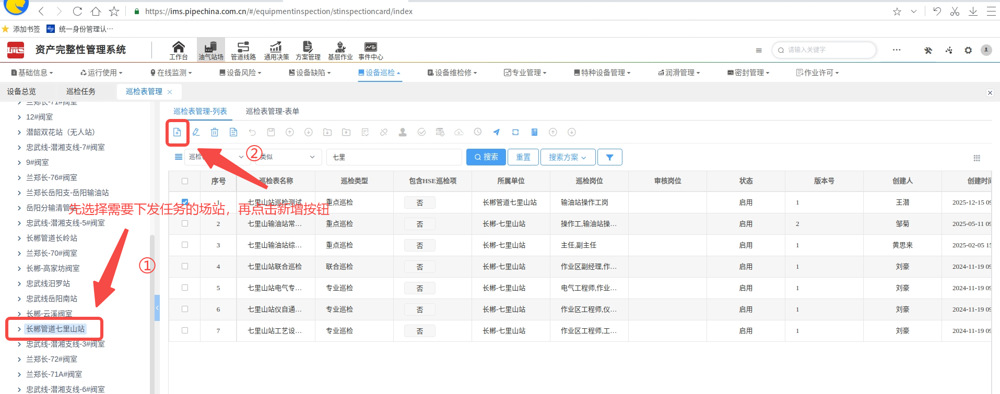 https://ims.pipechina.com.cn/#/equipmentinspection/stinspectioncard/index
添加书签 统一身份管理认…
ims 资产完整性管理系统
工作台 油气站场 管道线路 通用决策 方案管理 基层作业 事件中心
请输入关键字
基础信息 运行使用 在线监测 设备风险 设备缺陷 设备巡检 设备维检修 专业管理 特种设备管理 润滑管理 密封管理 作业许可
设备总览 巡检任务 巡检表管理
兰郑长-71#阀室
12#阀室
潜韶双花站（无人站）
忠武线-潜湘支线-7#阀室
9#阀室
兰郑长-76#阀室
兰郑长岳阳支-岳阳输油站
岳阳分输清管站
忠武线-潜湘支线-5#阀室
长郴管道长岭站
兰郑长-70#阀室
长郴-高家坊阀室
忠武线汨罗站
忠武线岳阳南站
长郴-云溪阀室
长郴管道七里山站
忠武线-潜湘支线-3#阀室
兰郑长-72#阀室
兰郑长-71A#阀室
忠武线-潜湘支线-6#阀室
先选择需要下发任务的场站，再点击新增按钮
①
②
巡检表管理-列表 巡检表管理-表单
巡检 类似 七里 搜索 重置 搜索方案
序号 巡检表名称 巡检类型 包含HSE巡检项 所属单位 巡检岗位 审核岗位 状态 版本号 创建人 创建时间
1 七里山站巡检测试 重点巡检 否 长郴管道七里山站 输油站操作工岗 启用 1 王潜 2025-12-15 09
2 七里山输油站常… 重点巡检 否 长郴-七里山站 操作工,输油站操… 启用 2 邹菊 2025-05-11 09
3 七里山输油站综… 重点巡检 否 长郴-七里山站 主任,副主任 启用 1 黄思来 2025-02-05 15
4 七里山站联合巡检 联合巡检 否 长郴-七里山站 作业区副经理,作… 启用 1 刘豪 2024-11-19 09
5 七里山站电气专… 专业巡检 否 长郴-七里山站 电气工程师,作业… 启用 1 刘豪 2024-11-19 09
6 七里山站仪自通… 专业巡检 否 长郴-七里山站 作业区工程师,仪… 启用 1 刘豪 2024-11-19 09
7 七里山站工艺设… 专业巡检 否 长郴-七里山站 作业区工程师,工… 启用 1 刘豪 2024-11-19 09